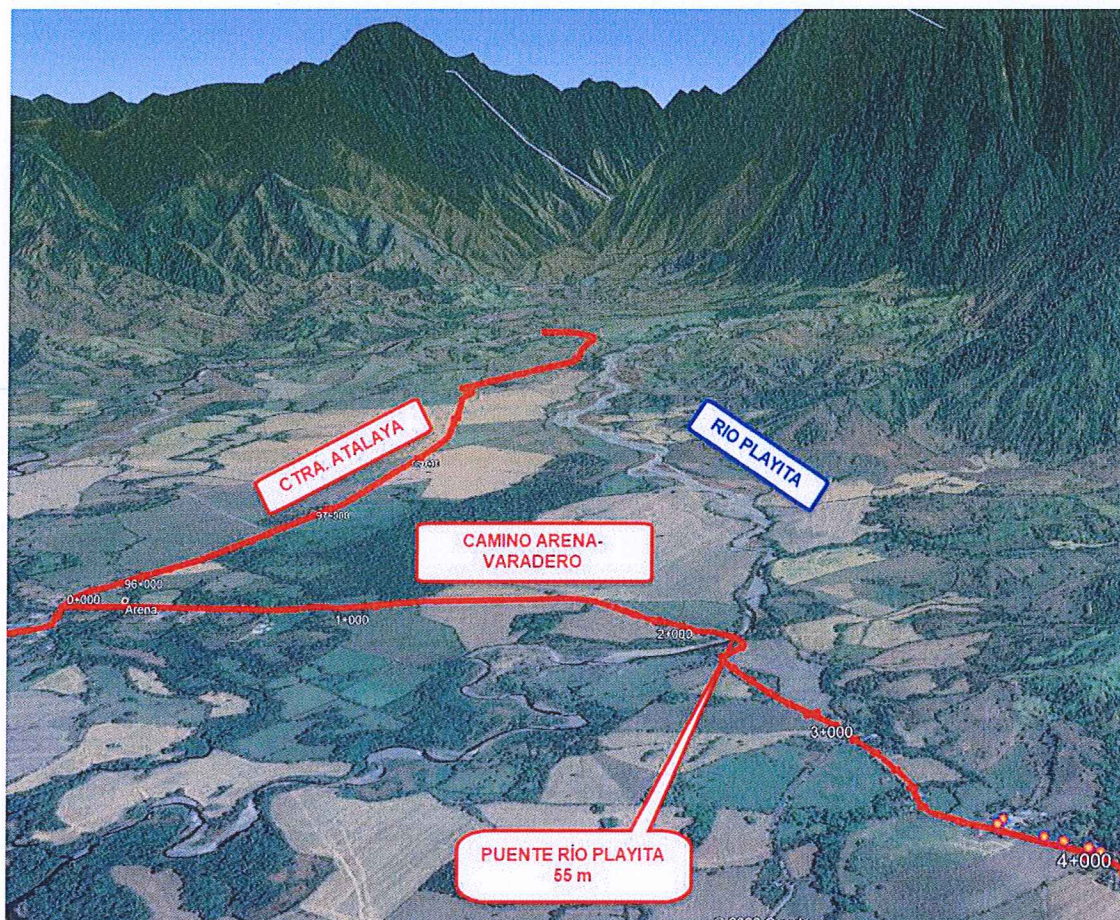 CTRA. ATALAYA
RIO PLAYITA
97+000
CAMINO ARENA-
VARADERO
96+000
0+000
Arena
1+000
2+000
3+000
PUENTE RÍO PLAYITA
55 m
4+000